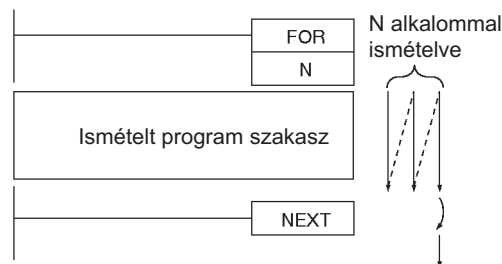 FOR
N
N alkalommal
ismételve
Ismételt program szakasz
NEXT